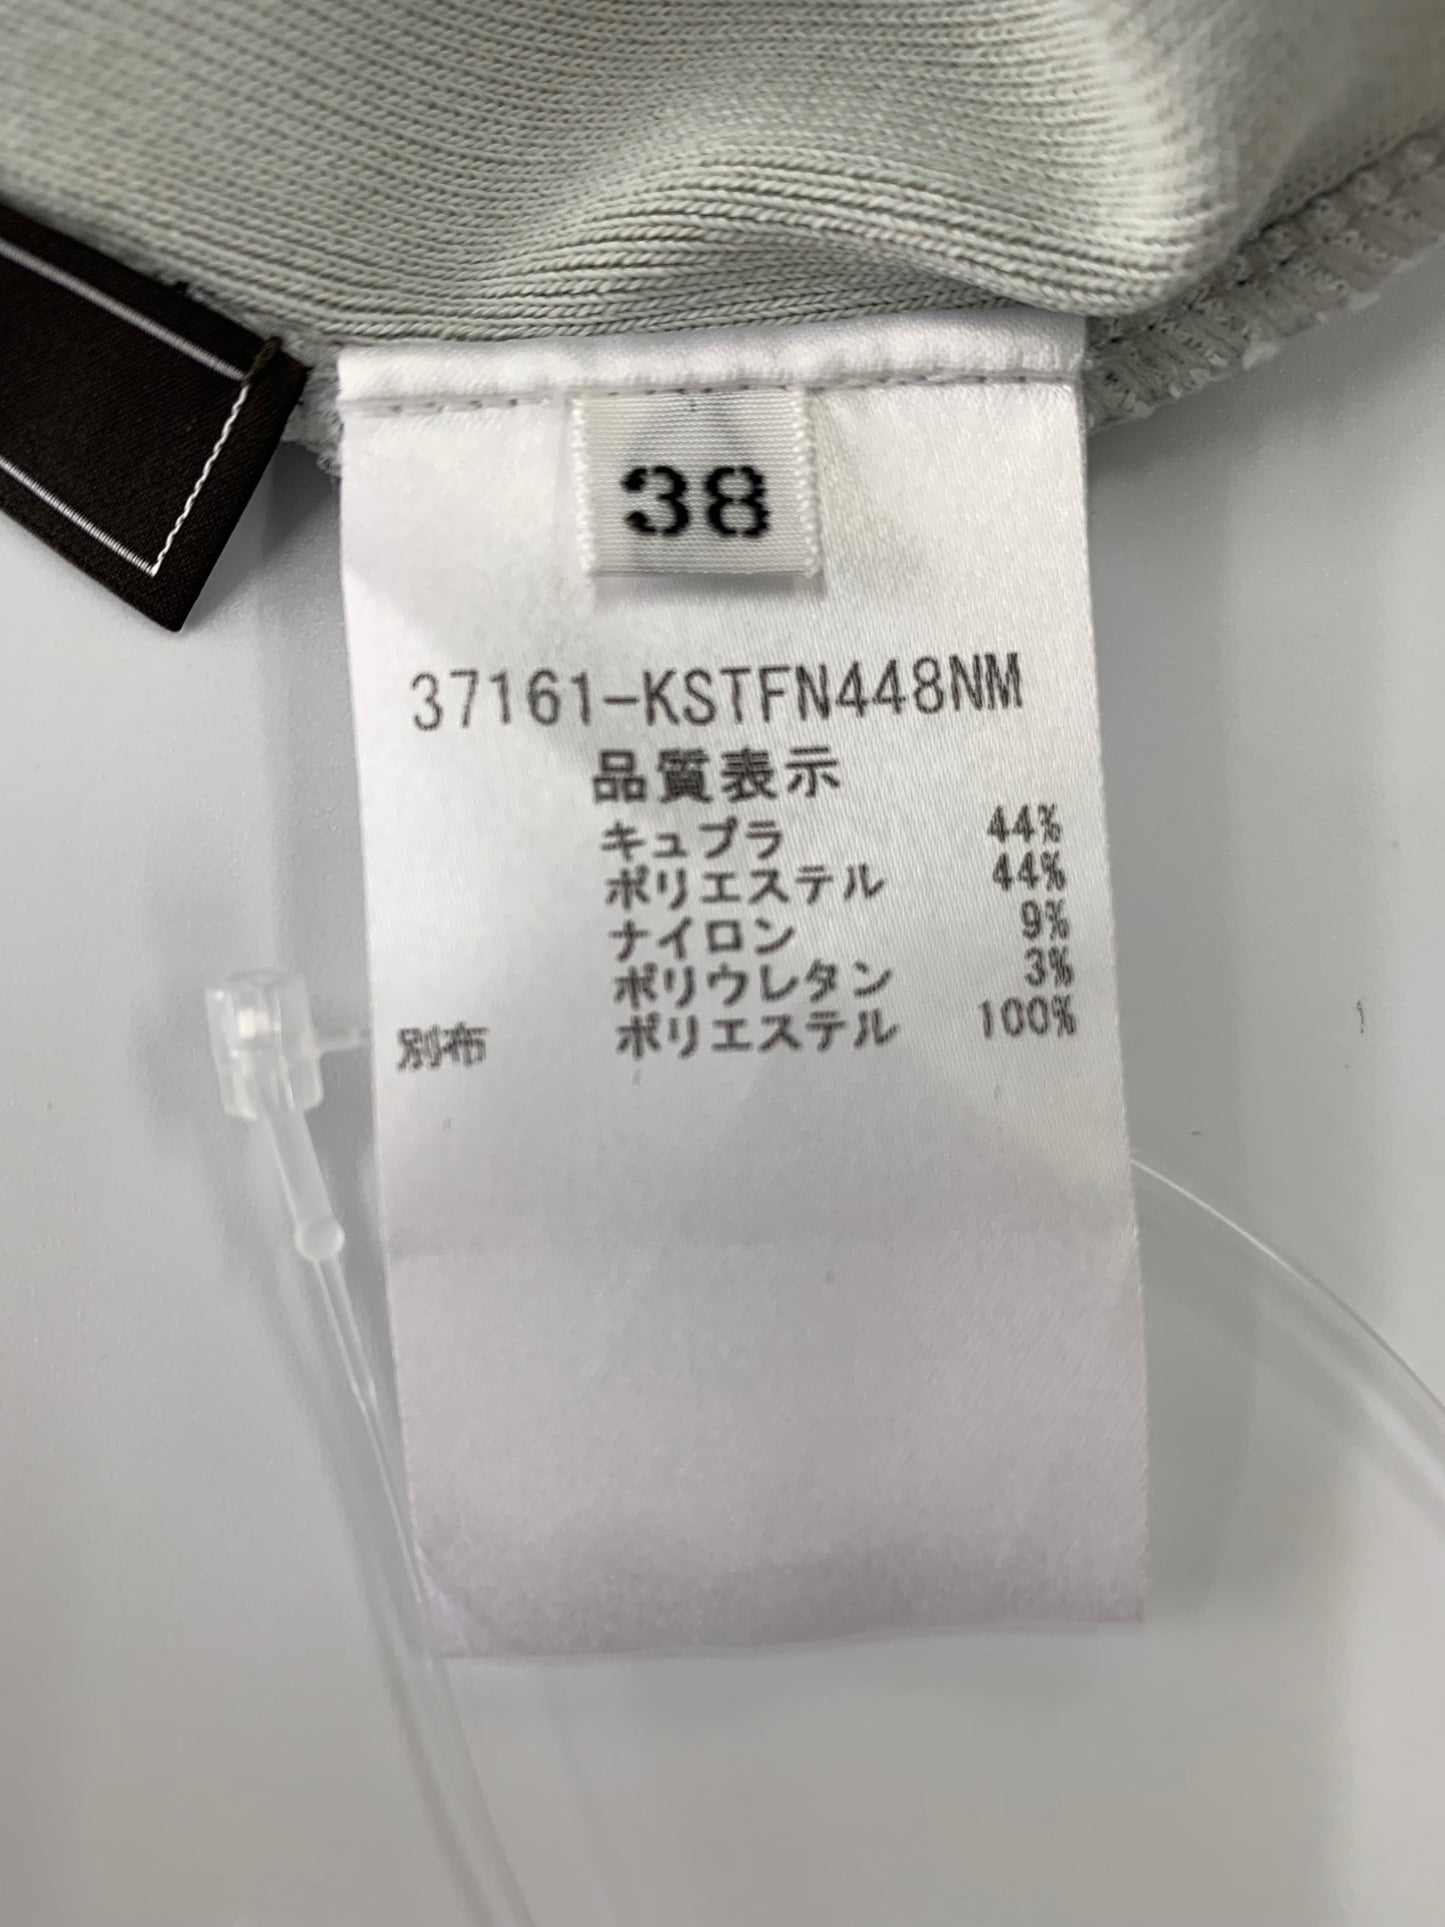 38
37161-KSTFN448NM
品質表示
キュプラ 44%
ポリエステル 44%
ナイロン 9%
ポリウレタン 3%
別布 ポリエステル 100%